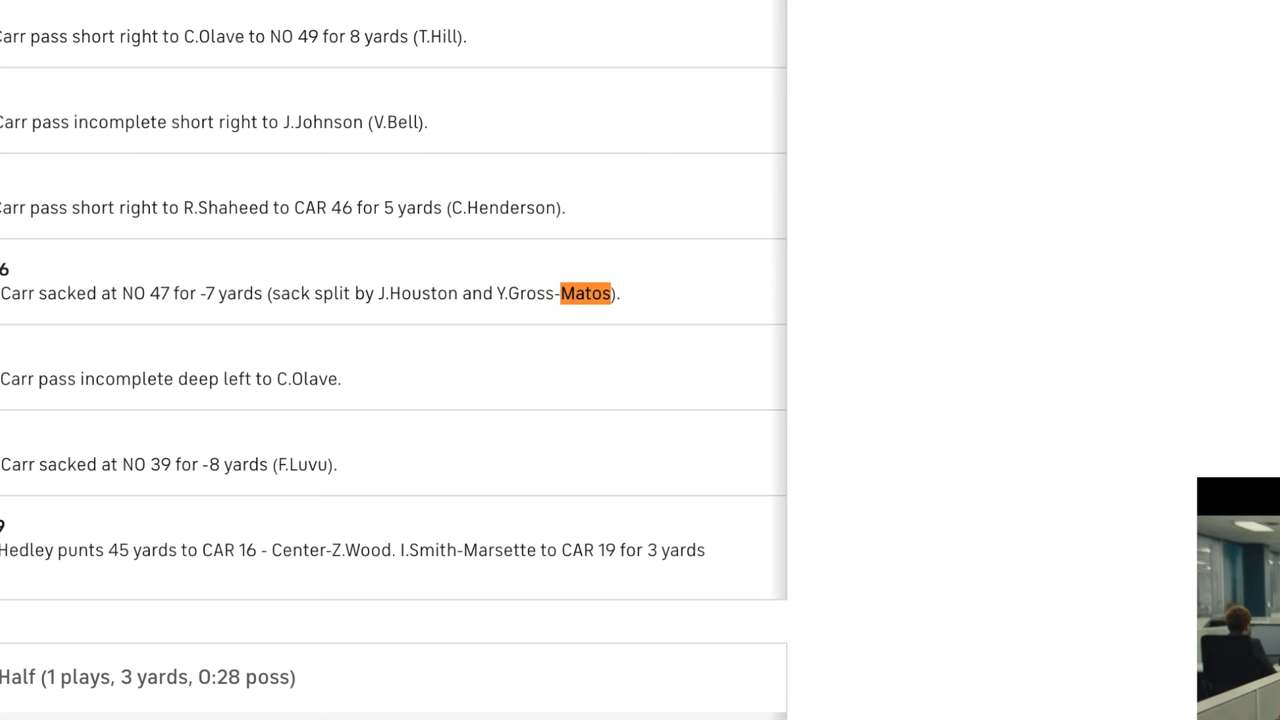 Carr pass short right to C.Olave to NO 49 for 8 yards (T.Hill).
Carr pass incomplete short right to J.Johnson (V.Bell).
Carr pass short right to R.Shaheed to CAR 46 for 5 yards (C.Henderson).
6
Carr sacked at NO 47 for -7 yards (sack split by J.Houston and Y.Gross-Matos).
Carr pass incomplete deep left to C.Olave.
Carr sacked at NO 39 for -8 yards (F.Luvu).
9
Hedley punts 45 yards to CAR 16 - Center-Z.Wood. I.Smith-Marsette to CAR 19 for 3 yards
Half (1 plays, 3 yards, 0:28 poss)